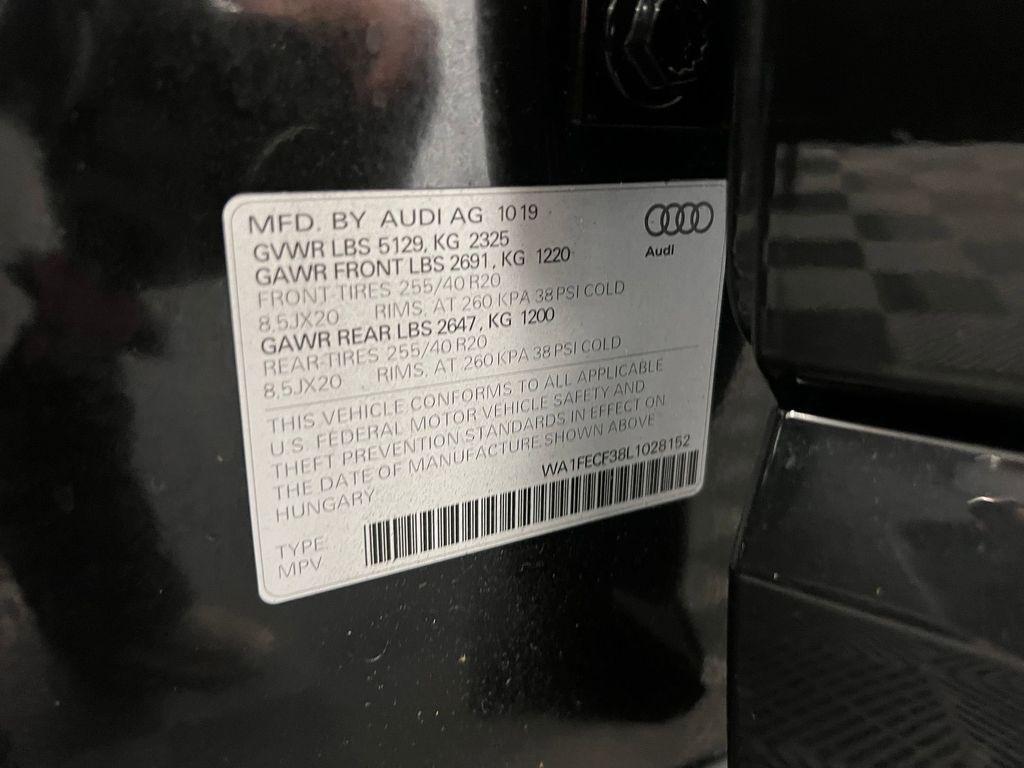 MFD. BY AUDI AG 10 19
GVWR LBS 5129, KG 2325
GAWR FRONT LBS 2691, KG 1220
FRONT-TIRES 255/40 R20
8,5JX20 RIMS, AT 260 KPA 38 PSI COLD
GAWR REAR LBS 2647, KG 1200
REAR-TIRES 255/40 R20
8,5JX20 RIMS, AT 260 KPA 38 PSI COLD
Audi
THIS VEHICLE CONFORMS TO ALL APPLICABLE
U.S. FEDERAL MOTOR VEHICLE SAFETY AND
THEFT PREVENTION STANDARDS IN EFFECT ON
THE DATE OF MANUFACTURE SHOWN ABOVE
HUNGARY
WA1FECF38L1028152
TYPE
MPV